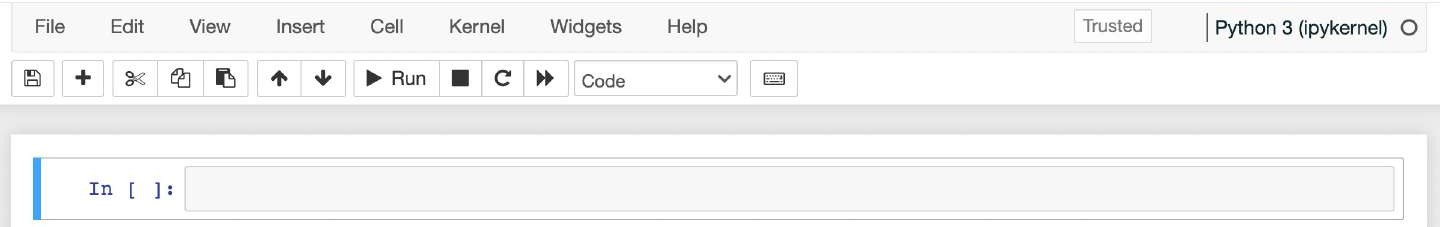 File Edit View Insert Cell Kernel Widgets Help Trusted Python 3 (ipykernel)
Run Code
In [ ]: